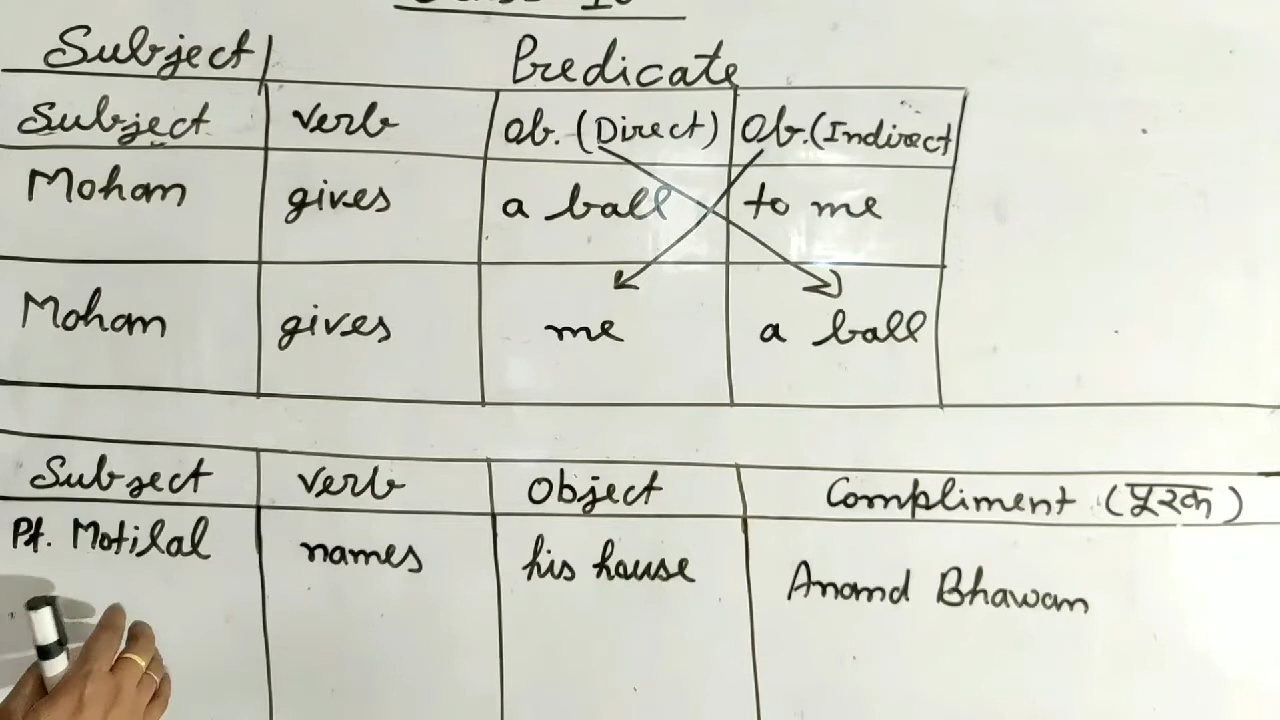 Subject Predicate
Subject verb ob. (Direct) Ob. (Indirect
Mohan gives a ball to me
Mohan gives me a ball
Subject verb Object Compliment (पूरक)
Pt. Motilal names his house Anand Bhawan